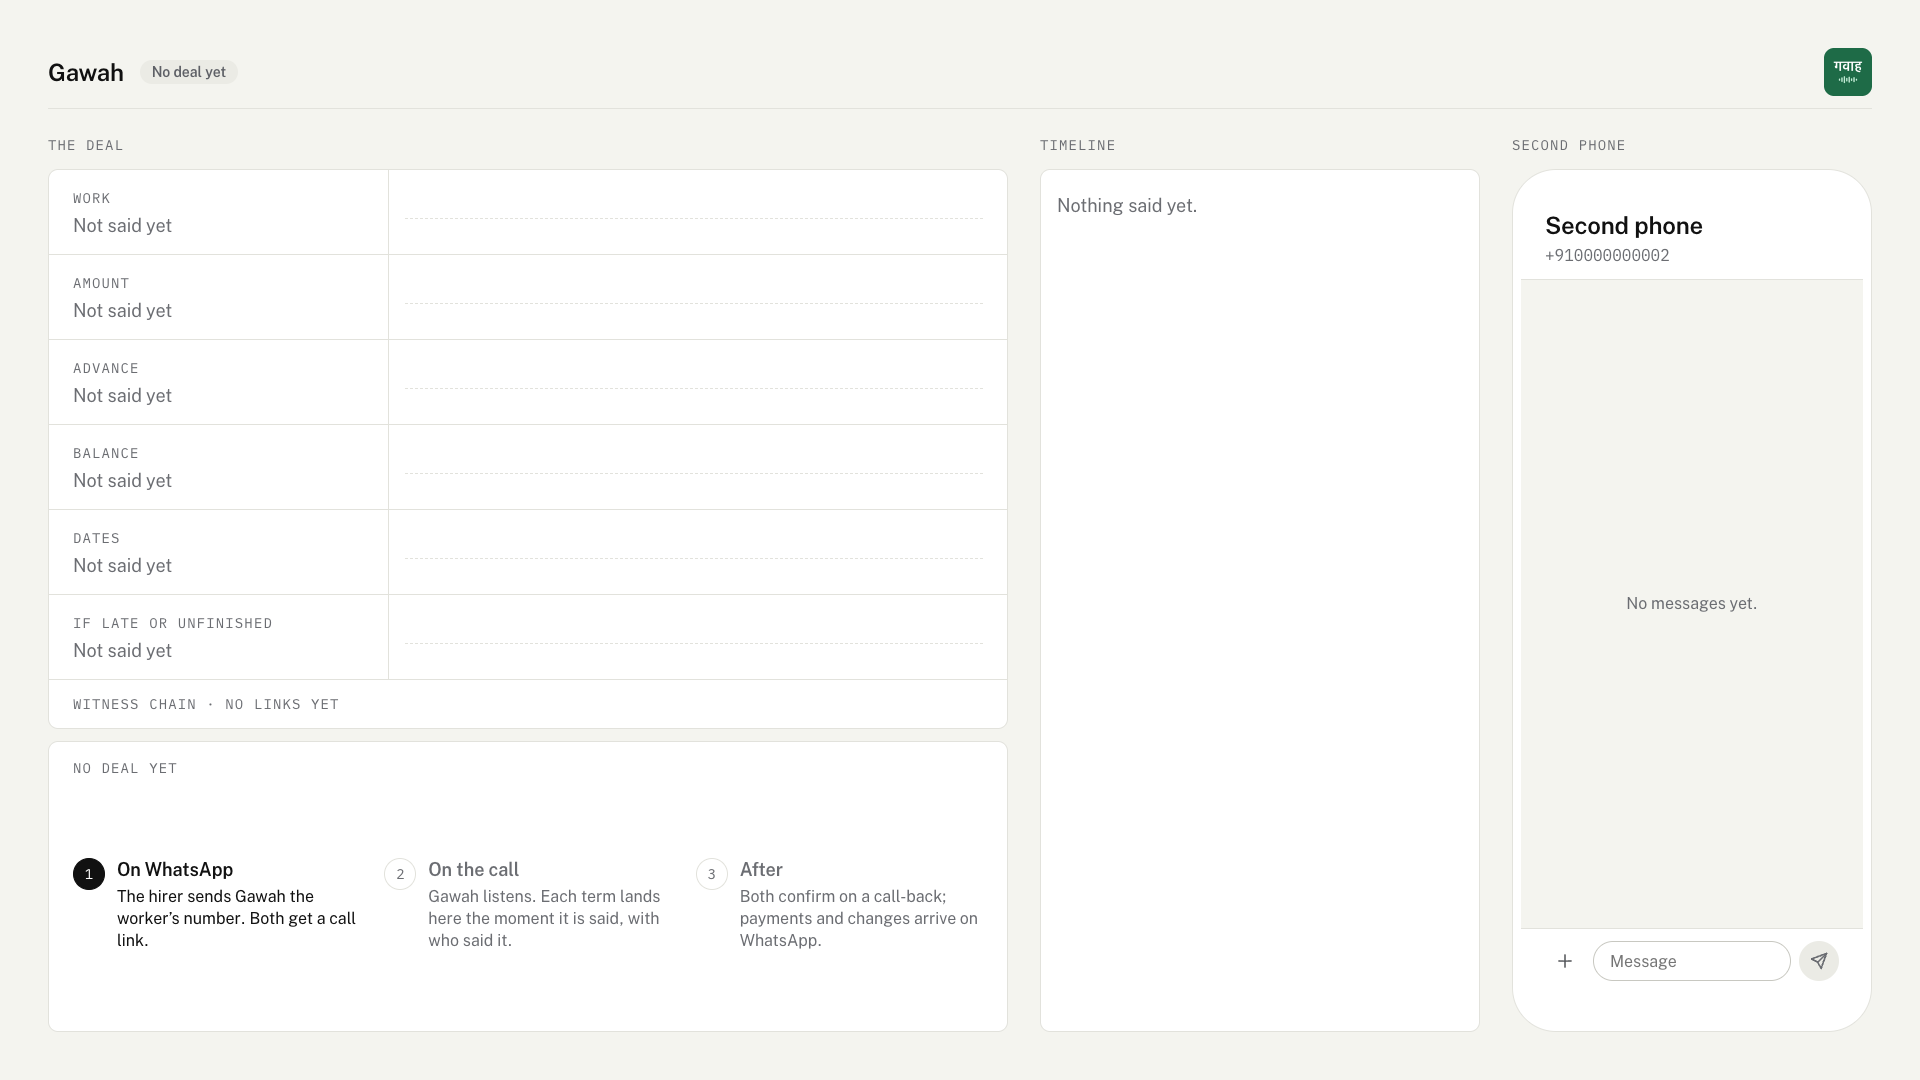 Gawah
No deal yet
गवाह
THE DEAL
WORK
Not said yet
AMOUNT
Not said yet
ADVANCE
Not said yet
BALANCE
Not said yet
DATES
Not said yet
IF LATE OR UNFINISHED
Not said yet
WITNESS CHAIN · NO LINKS YET
NO DEAL YET
1
On WhatsApp
The hirer sends Gawah the
worker’s number. Both get a call
link.
2
On the call
Gawah listens. Each term lands
here the moment it is said, with
who said it.
3
After
Both confirm on a call-back;
payments and changes arrive on
WhatsApp.
TIMELINE
Nothing said yet.
SECOND PHONE
Second phone
+910000000002
No messages yet.
Message